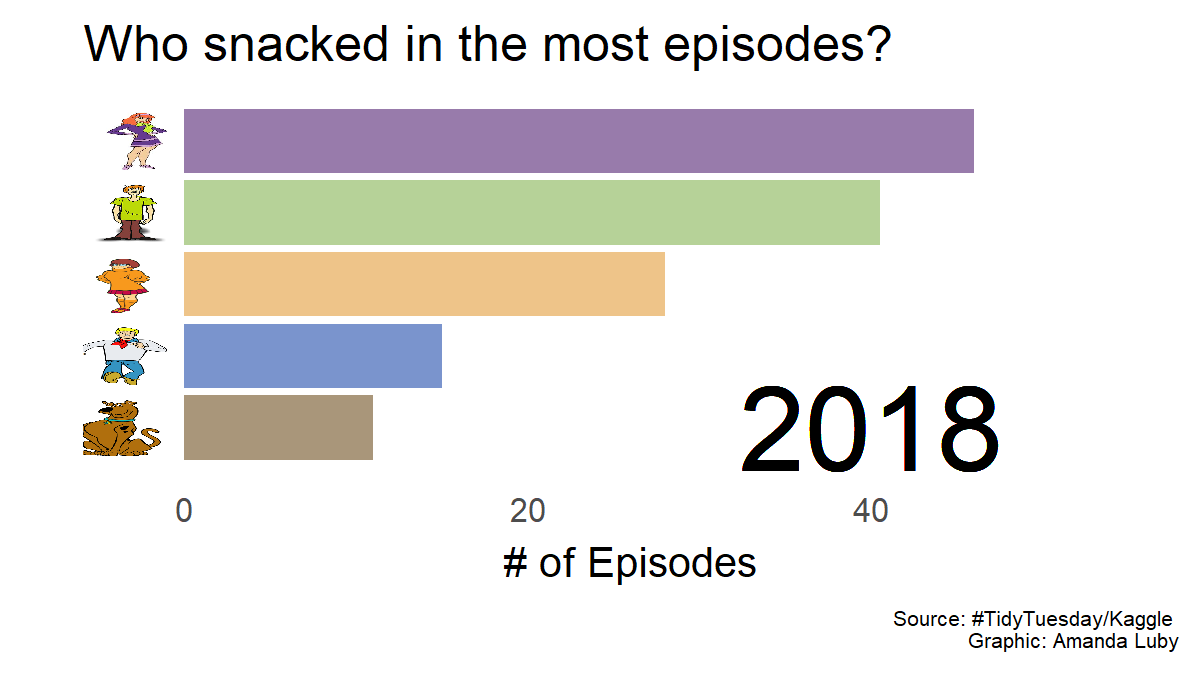 Who snacked in the most episodes?
2018
0 20 40
# of Episodes
Source: #TidyTuesday/Kaggle
Graphic: Amanda Luby